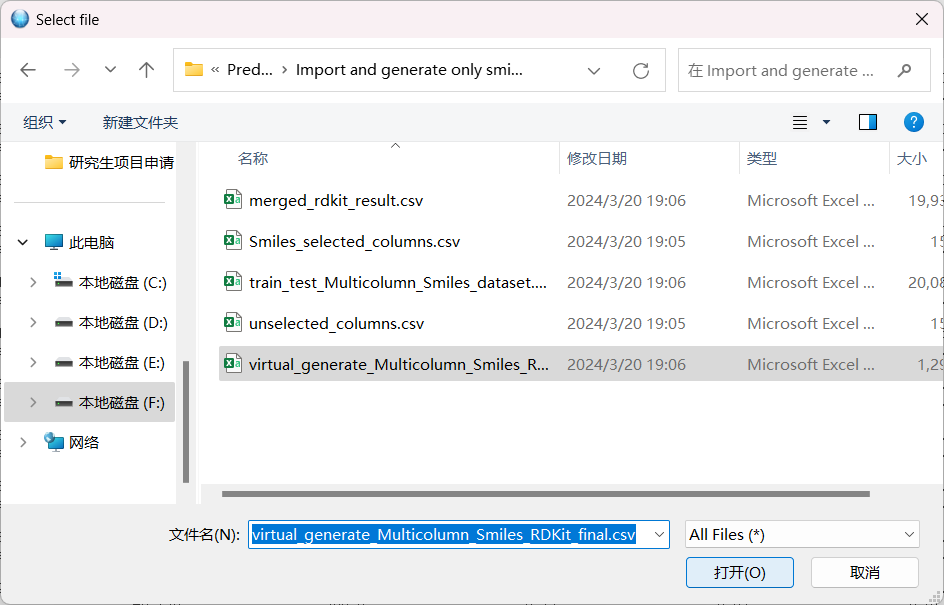 Select file
« Pred... › Import and generate only smi...
在 Import and generate ...
组织 新建文件夹
?
研究生项目申请
此电脑
本地磁盘 (C:)
本地磁盘 (D:)
本地磁盘 (E:)
本地磁盘 (F:)
网络
名称 修改日期 类型 大小
merged_rdkit_result.csv 2024/3/20 19:06 Microsoft Excel ... 19,93
Smiles_selected_columns.csv 2024/3/20 19:05 Microsoft Excel ... 15
train_test_Multicolumn_Smiles_dataset.... 2024/3/20 19:06 Microsoft Excel ... 20,08
unselected_columns.csv 2024/3/20 19:05 Microsoft Excel ... 15
virtual_generate_Multicolumn_Smiles_R... 2024/3/20 19:06 Microsoft Excel ... 1,29
文件名(N): virtual_generate_Multicolumn_Smiles_RDKit_final.csv All Files (*)
打开(O) 取消